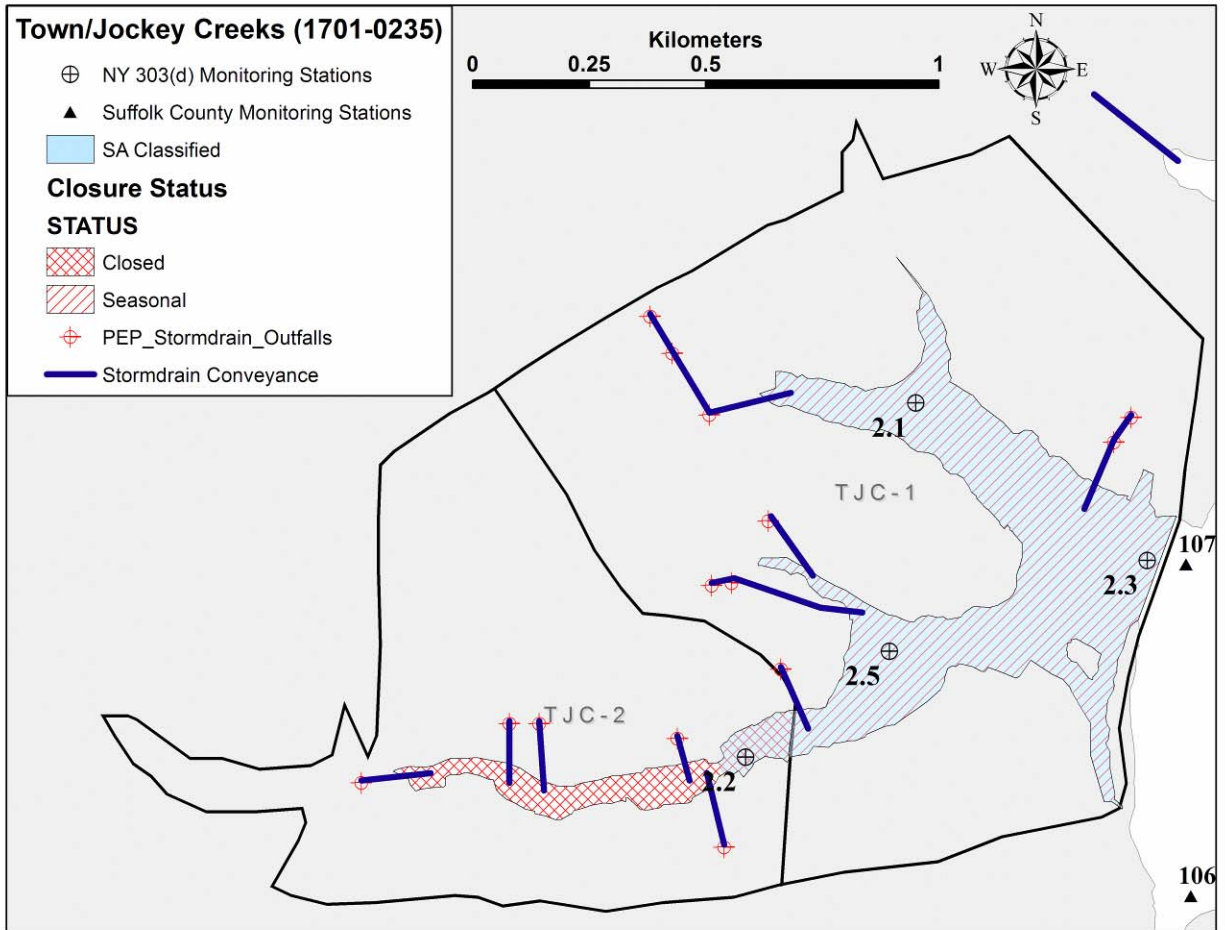 Town/Jockey Creeks (1701-0235)
NY 303(d) Monitoring Stations
Suffolk County Monitoring Stations
SA Classified
Closure Status
STATUS
Closed
Seasonal
PEP_Stormdrain_Outfalls
Stormdrain Conveyance
Kilometers
0 0.25 0.5 1
N
W E
S
2.1
TJC-1
107
2.3
2.5
TJC-2
2.2
106